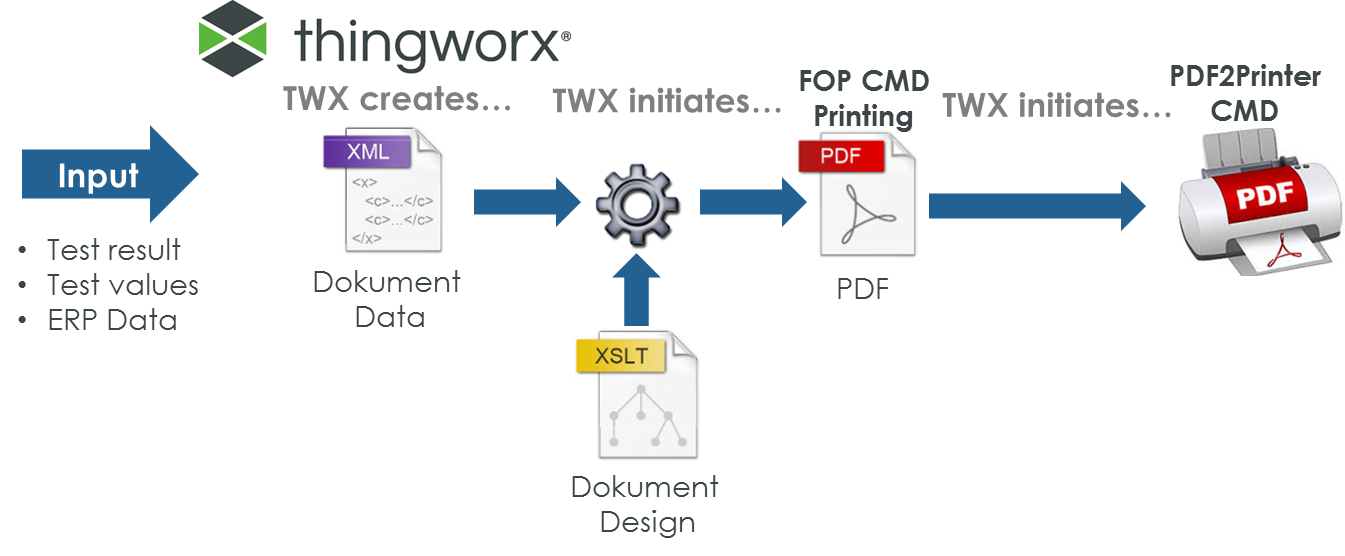 thingworx®
TWX creates...
TWX initiates...
FOP CMD
Printing
TWX initiates...
PDF2Printer
CMD
Input
• Test result
• Test values
• ERP Data
XML
<x>
<c>...</c>
<c>...</c>
</x>
Dokument
Data
XSLT
Dokument
Design
PDF
PDF
PDF